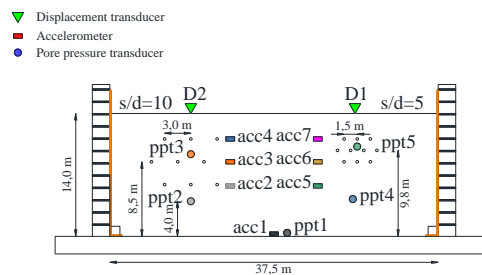 Displacement transducer
Accelerometer
Pore pressure transducer
D2 D1
s/d=10 s/d=5
3,0 m 1,5 m
acc4 acc7
ppt3 ppt5
acc3 acc6
14,0 m
8,5 m
acc2 acc5
9,8 m
ppt2 ppt4
4,0 m
acc1 ppt1
37,5 m